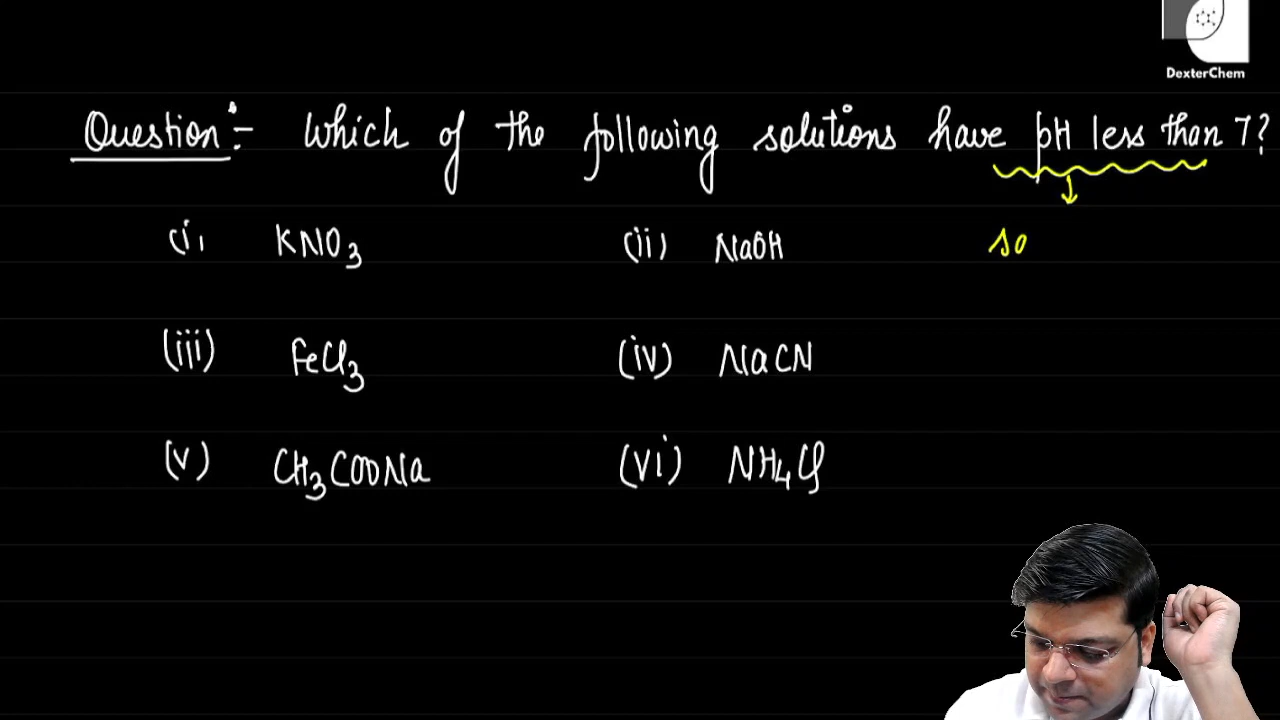 DexterChem
Question:- Which of the following solutions have pH less than 7?
(i) KNO3 (ii) NaOH so
(iii) FeCl3 (iv) NaCN
(v) CH3COONa (vi) NH4Cl